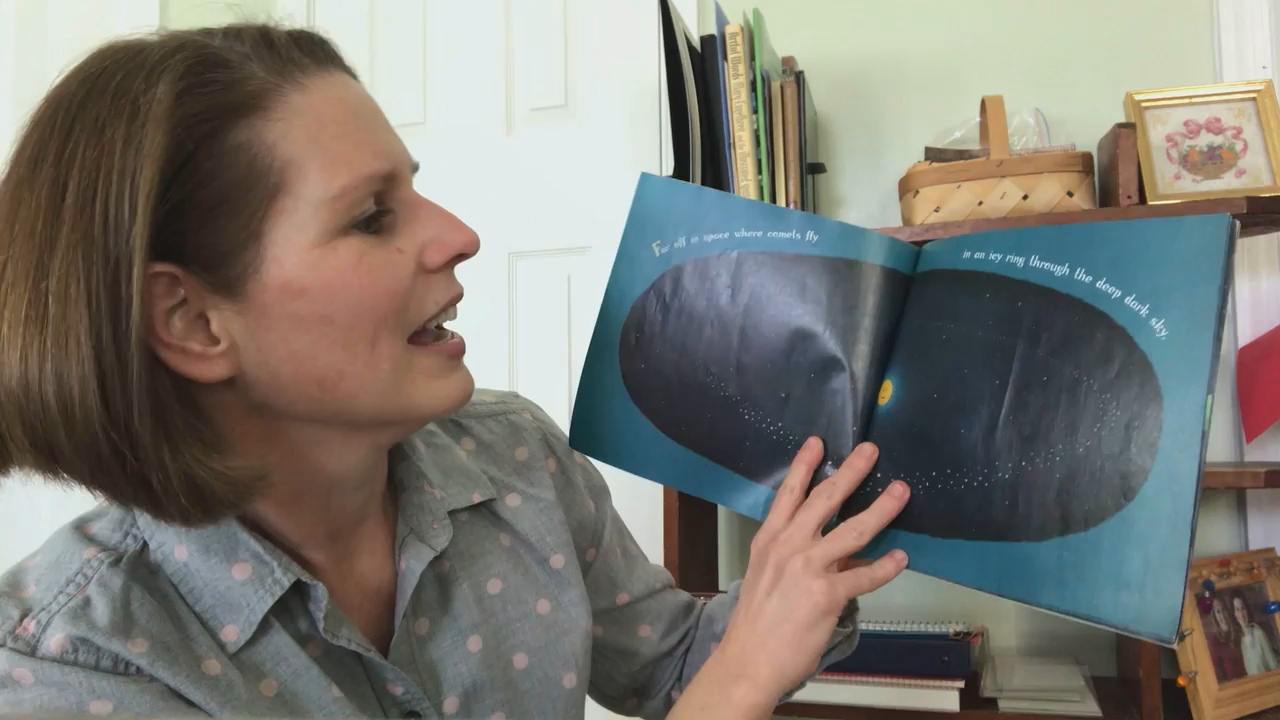 Far off in space where comets fly
in an icy ring through the deep dark sky,